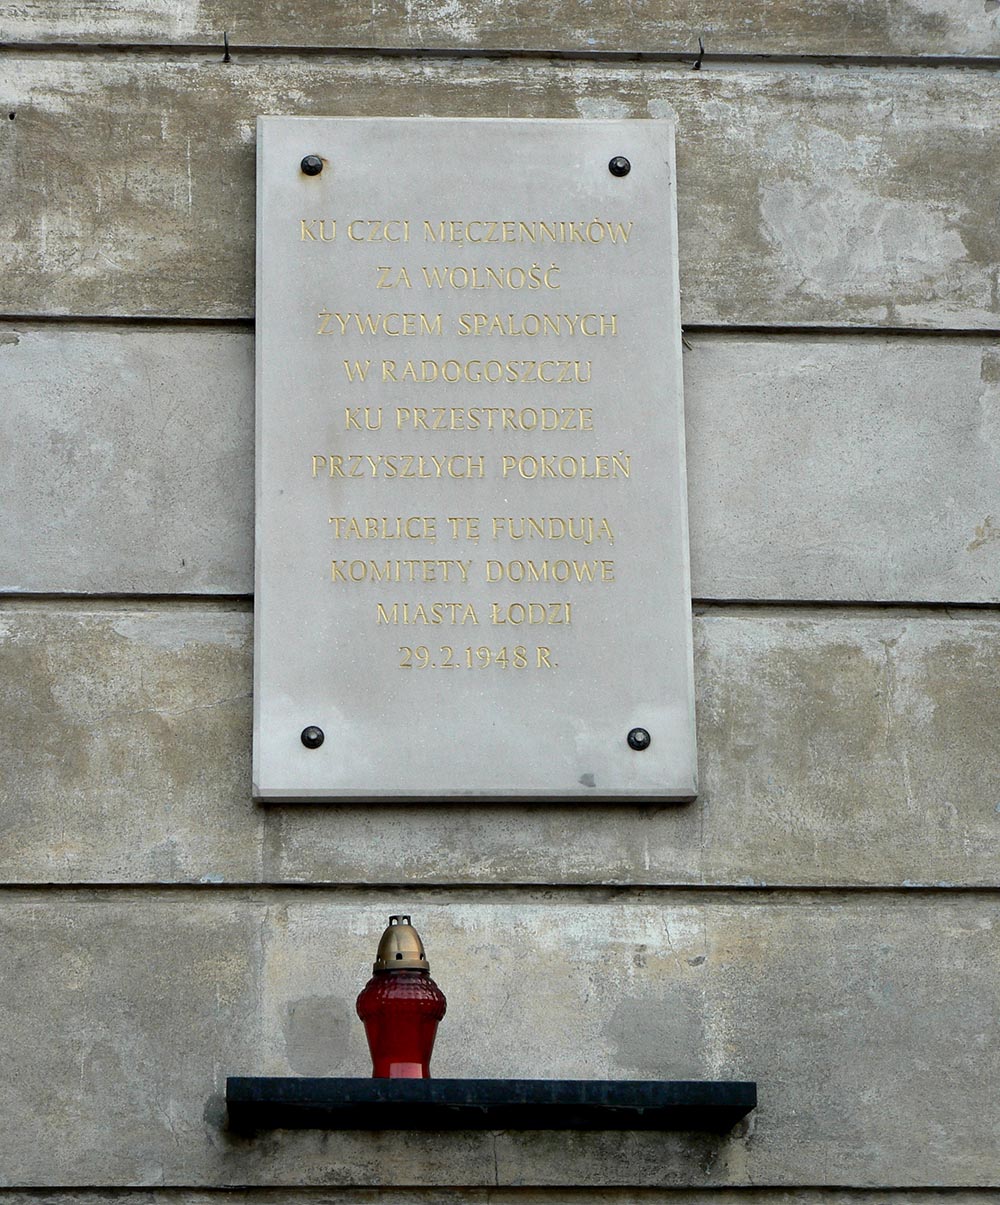 KU CZCI MĘCZENNIKÓW
ZA WOLNOŚĆ
ŻYWCEM SPALONYCH
W RADOGOSZCZU
KU PRZESTRODZE
PRZYSZŁYCH POKOLEŃ
TABLICĘ TĘ FUNDUJĄ
KOMITETY DOMOWE
MIASTA ŁODZI
29.2.1948 R.